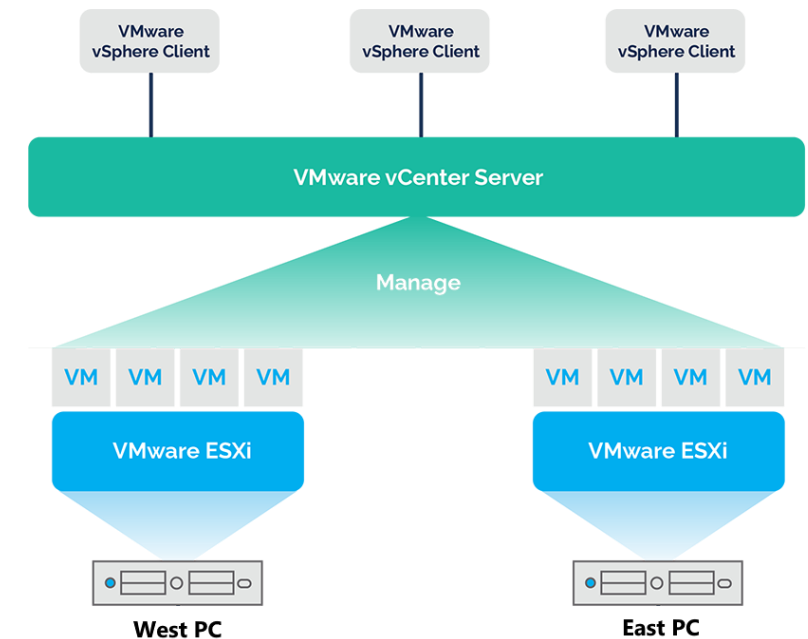 VMware
vSphere Client
VMware
vSphere Client
VMware
vSphere Client
VMware vCenter Server
Manage
VM VM VM VM
VM VM VM VM
VMware ESXi
VMware ESXi
West PC
East PC